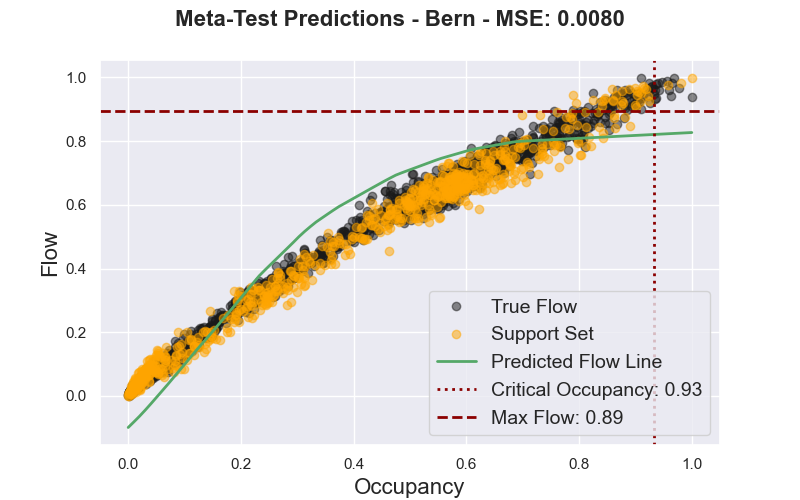 Meta-Test Predictions - Bern - MSE: 0.0080
1.0
0.8
0.6
0.4
0.2
0.0
Flow
True Flow
Support Set
Predicted Flow Line
Critical Occupancy: 0.93
Max Flow: 0.89
0.0 0.2 0.4 0.6 0.8 1.0
Occupancy